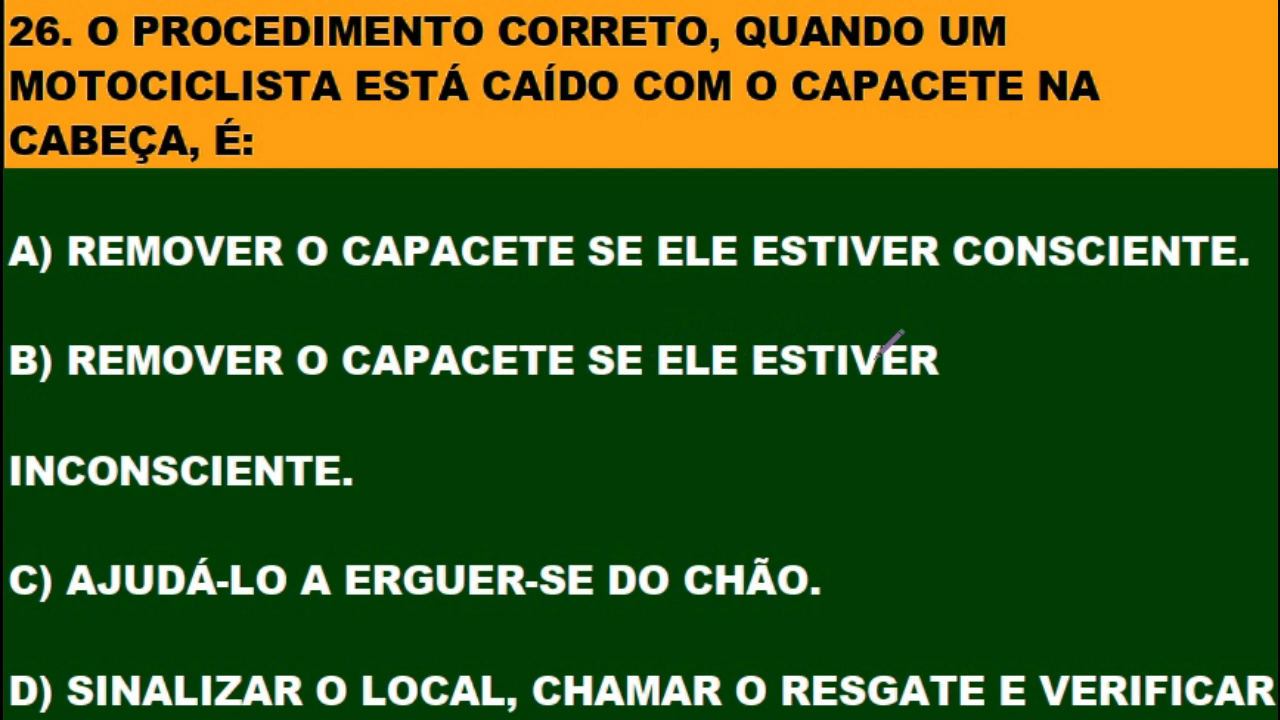 26. O PROCEDIMENTO CORRETO, QUANDO UM
MOTOCICLISTA ESTÁ CAÍDO COM O CAPACETE NA
CABEÇA, É:
A) REMOVER O CAPACETE SE ELE ESTIVER CONSCIENTE.
B) REMOVER O CAPACETE SE ELE ESTIVER
INCONSCIENTE.
C) AJUDÁ-LO A ERGUER-SE DO CHÃO.
D) SINALIZAR O LOCAL, CHAMAR O RESGATE E VERIFICAR